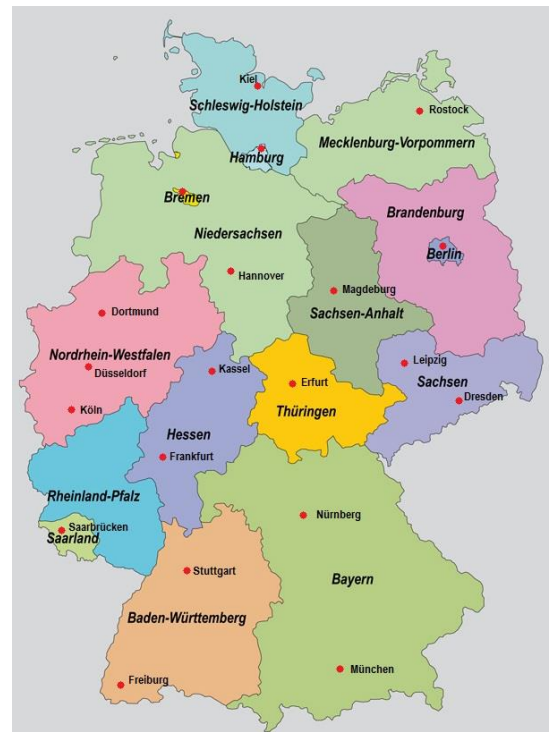 Kiel
Schleswig-Holstein
Rostock
Mecklenburg-Vorpommern
Hamburg
Bremen
Brandenburg
Niedersachsen
Berlin
Hannover
Magdeburg
Sachsen-Anhalt
Dortmund
Nordrhein-Westfalen
Düsseldorf
Kassel
Leipzig
Erfurt
Sachsen
Dresden
Köln
Thüringen
Hessen
Frankfurt
Rheinland-Pfalz
Nürnberg
Saarbrücken
Saarland
Stuttgart
Bayern
Baden-Württemberg
München
Freiburg